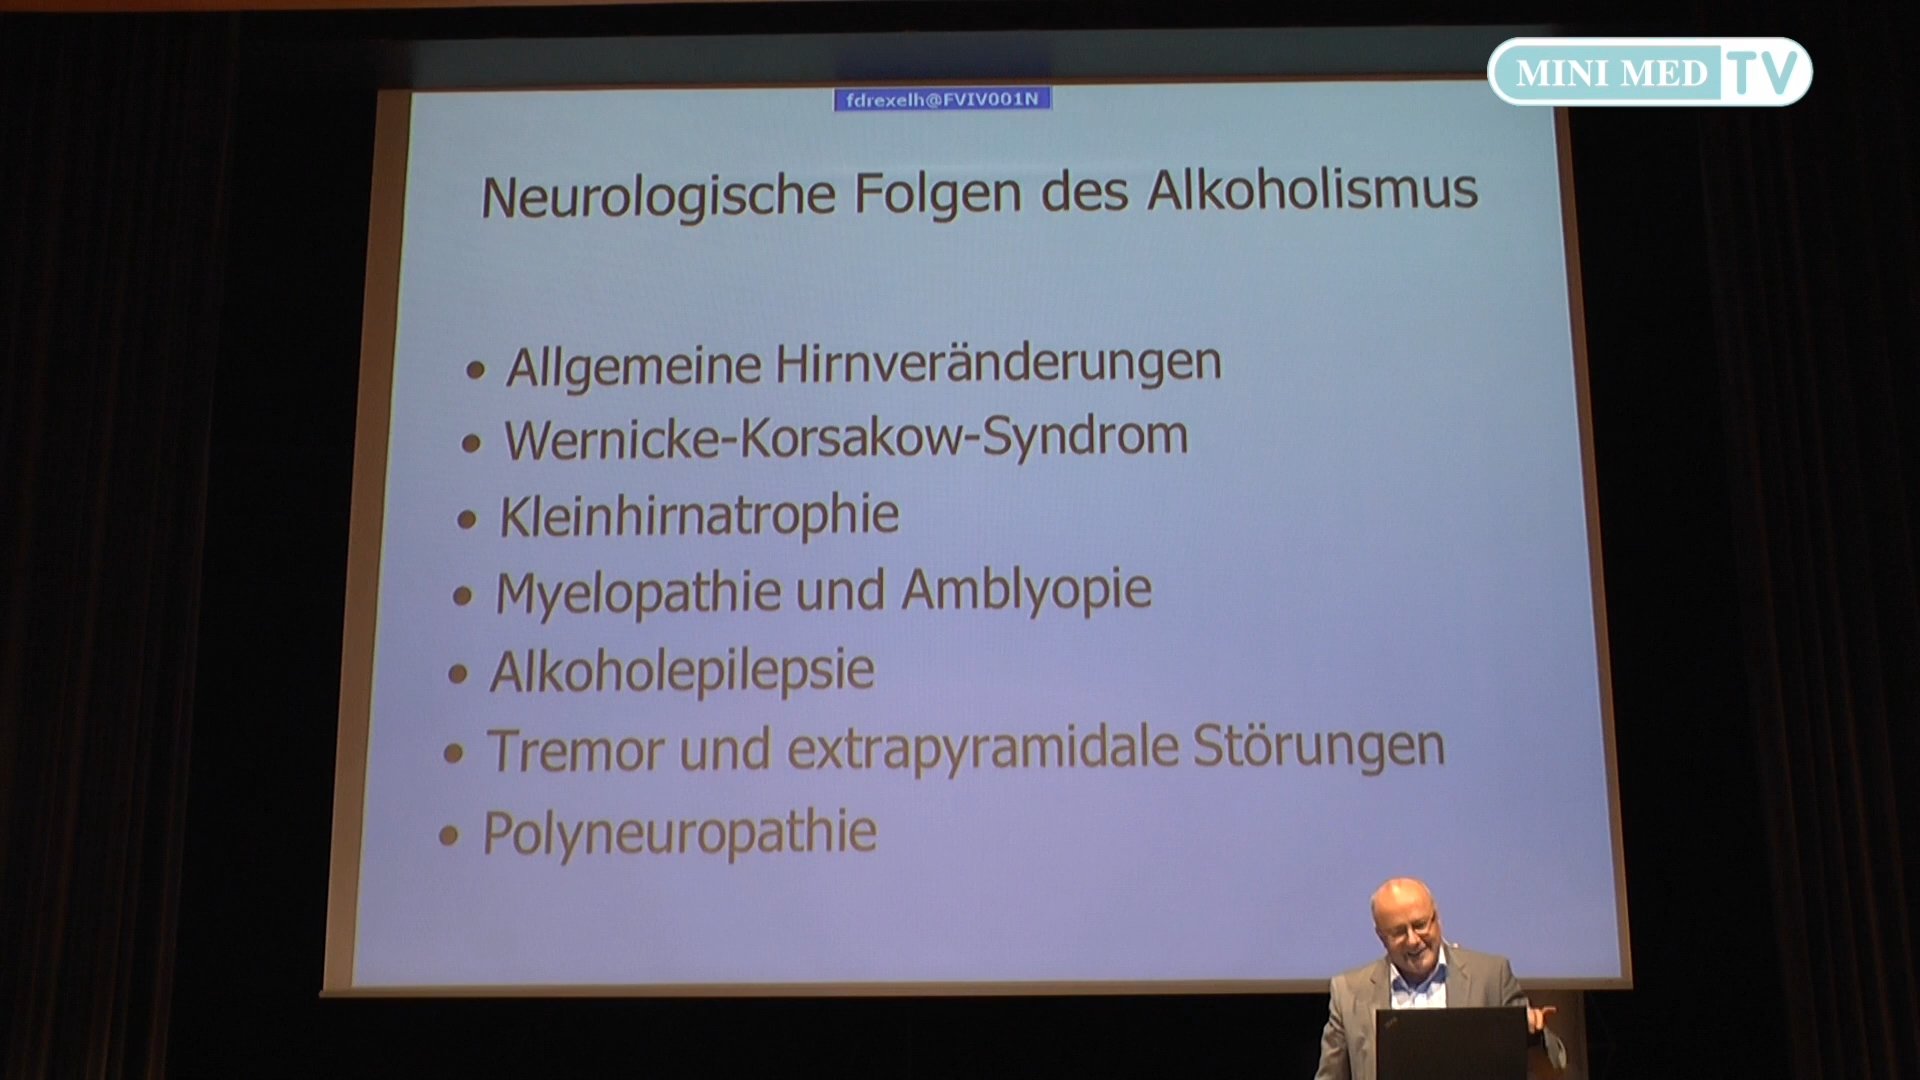 MINI MED TV
fdrexelh@FVIV001N
Neurologische Folgen des Alkoholismus
• Allgemeine Hirnveränderungen
• Wernicke-Korsakow-Syndrom
• Kleinhirnatrophie
• Myelopathie und Amblyopie
• Alkoholepilepsie
• Tremor und extrapyramidale Störungen
• Polyneuropathie